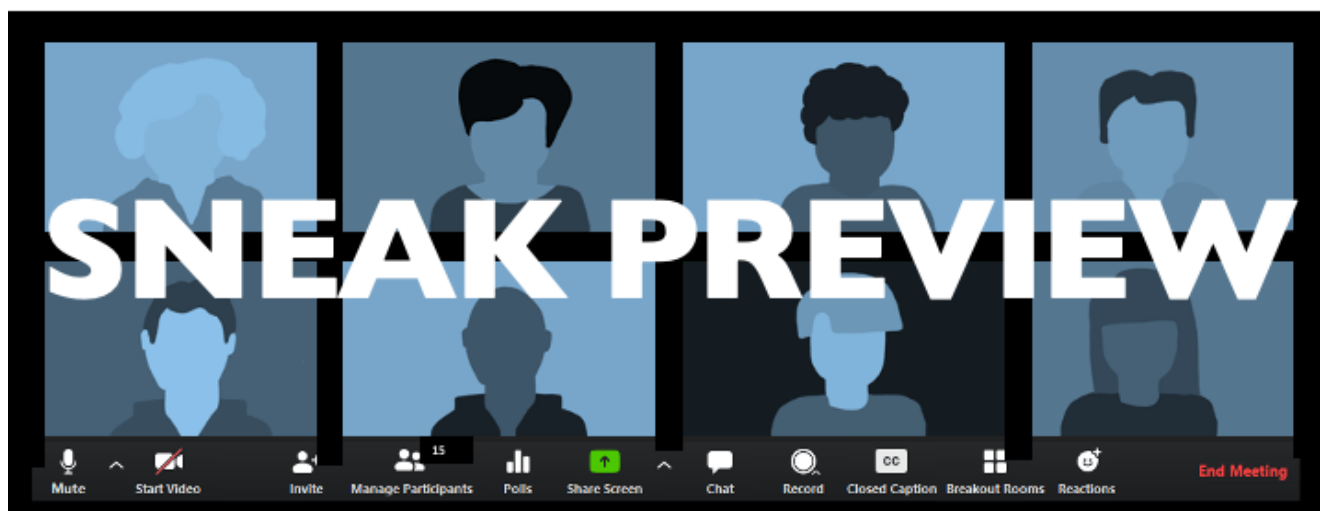 SNEAK PREVIEW
15
CC
Mute Start Video Invite Manage Participants Polls Share Screen Chat Record Closed Caption Breakout Rooms Reactions End Meeting